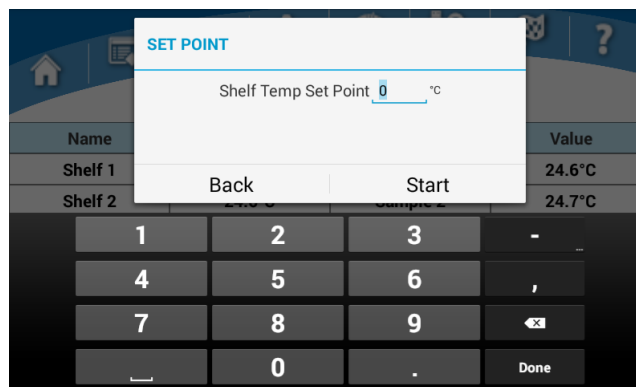 SET POINT
?
Shelf Temp Set Point 0 °C
Name Value
Shelf 1 24.6°C
Back Start
Shelf 2 24.7°C
1 2 3 - ...
4 5 6 ,
7 8 9
0 . Done